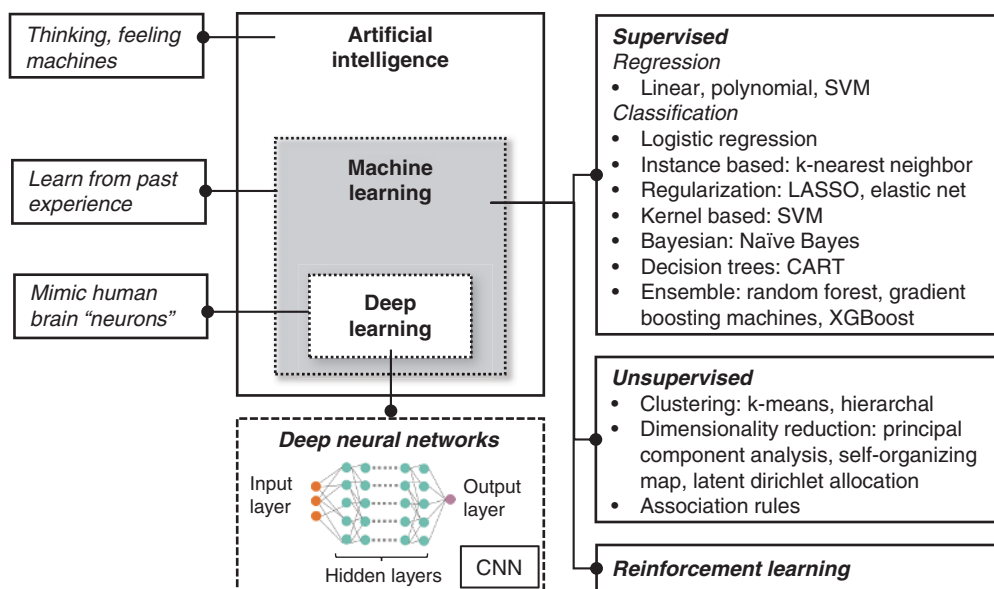 Thinking, feeling
machines
Learn from past
experience
Mimic human
brain “neurons”
Artificial
intelligence
Machine
learning
Deep
learning
Deep neural networks
Input
layer
Output
layer
Hidden layers
CNN
Supervised
Regression
• Linear, polynomial, SVM
Classification
• Logistic regression
• Instance based: k-nearest neighbor
• Regularization: LASSO, elastic net
• Kernel based: SVM
• Bayesian: Naïve Bayes
• Decision trees: CART
• Ensemble: random forest, gradient
boosting machines, XGBoost
Unsupervised
• Clustering: k-means, hierarchal
• Dimensionality reduction: principal
component analysis, self-organizing
map, latent dirichlet allocation
• Association rules
Reinforcement learning